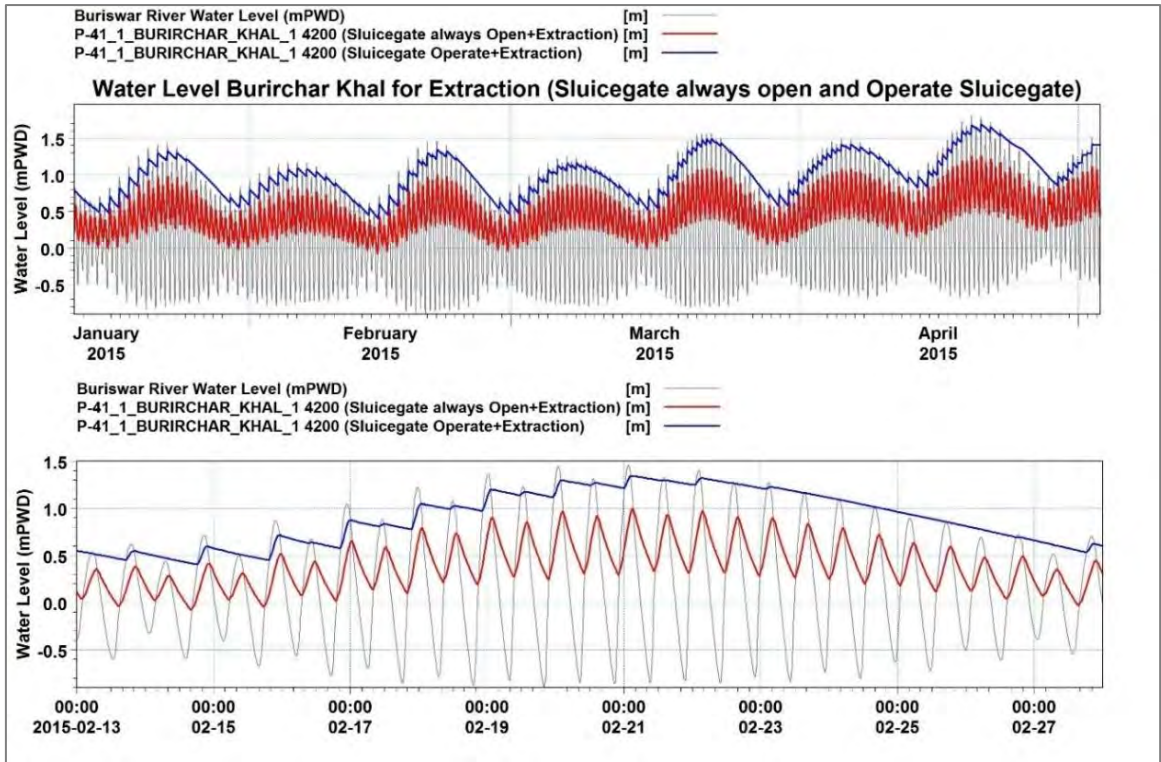 Buriswar River Water Level (mPWD) [m]
P-41_1_BURIRCHAR_KHAL_1 4200 (Sluicegate always Open+Extraction) [m]
P-41_1_BURIRCHAR_KHAL_1 4200 (Sluicegate Operate+Extraction) [m]
Water Level Burirchar Khal for Extraction (Sluicegate always open and Operate Sluicegate)
Water Level (mPWD)
1.5
1.0
0.5
0.0
-0.5
January February March April
2015 2015 2015 2015
Buriswar River Water Level (mPWD) [m]
P-41_1_BURIRCHAR_KHAL_1 4200 (Sluicegate always Open+Extraction) [m]
P-41_1_BURIRCHAR_KHAL_1 4200 (Sluicegate Operate+Extraction) [m]
Water Level (mPWD)
1.5
1.0
0.5
0.0
-0.5
00:00 00:00 00:00 00:00 00:00 00:00 00:00 00:00
2015-02-13 02-15 02-17 02-19 02-21 02-23 02-25 02-27